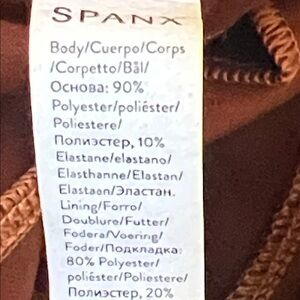 SPANX
Body/Cuerpo/Corps
/Corpetto/Bål/
Основа: 90%
Polyester/poliéster/
Poliestere/
Полиэстер, 10%
Elastane/elastano/
Elasthanne/Elastan/
Elastaan/Эластан.
Lining/Forro/
Doublure/Futter/
Fodera/Voering/
Foder/Подкладка:
80% Polyester/
poliéster/Poliestere/
Полиэстер, 20%